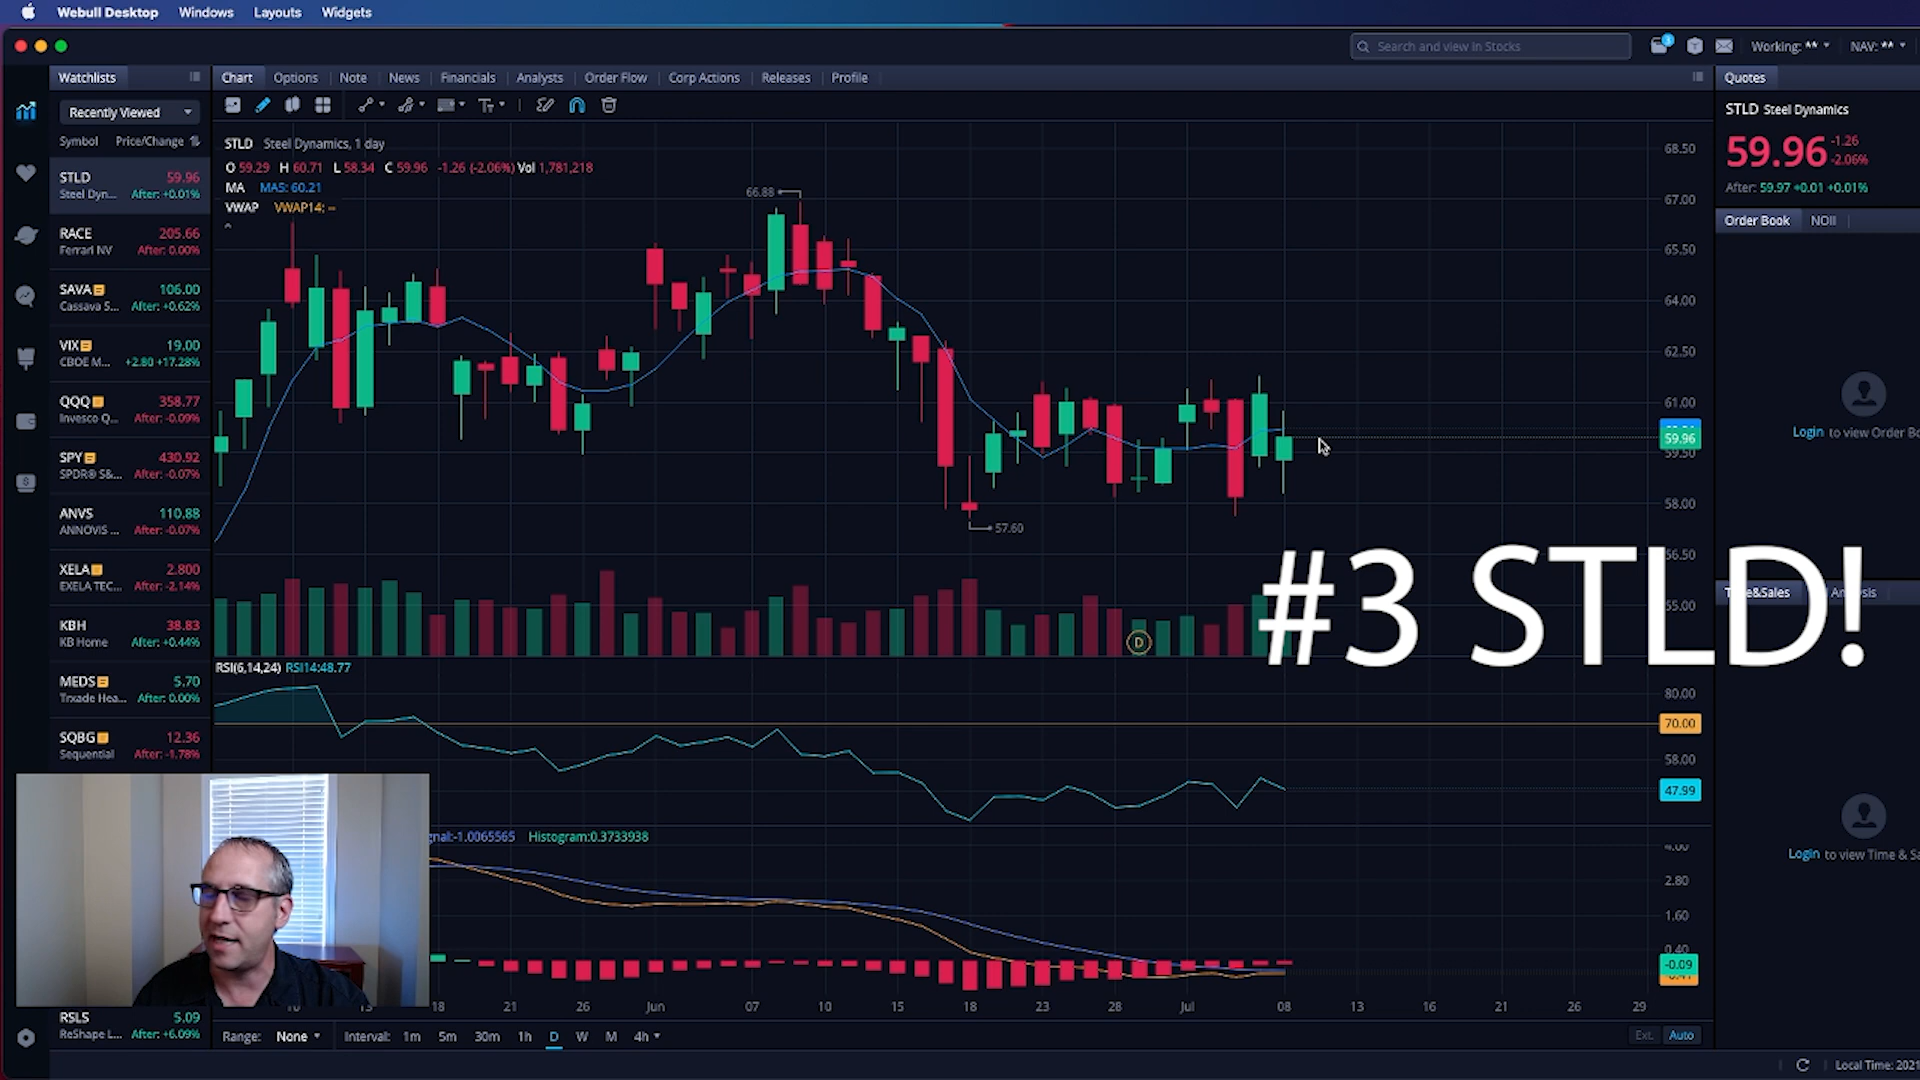 Webull Desktop Windows Layouts Widgets
Search and view in Stocks
3
Working: ** NAV: **
Watchlists
Chart Options Note News Financials Analysts Order Flow Corp Actions Releases Profile
Quotes
Recently Viewed
Symbol Price/Change
STLD 59.96
Steel Dyn... After: +0.01%
RACE 205.66
Ferrari NV After: 0.00%
SAVA 106.00
Cassava S... After: +0.62%
VIX 19.00
CBOE M... +2.80 +17.28%
QQQ 358.77
Invesco Q... After: -0.09%
SPY 430.92
SPDR® S&... After: -0.07%
ANVS 110.88
ANNOVIS ... After: -0.07%
XELA 2.800
EXELA TEC... After: -2.14%
KBH 38.83
KB Home After: +0.44%
MEDS 5.70
Trxade Hea... After: 0.00%
SQBG 12.36
Sequential After: -1.78%
RSLS 5.09
ReShape L... After: +6.09%
STLD Steel Dynamics, 1 day
O 59.29 H 60.71 L 58.34 C 59.96 -1.26 (-2.06%) Vol 1,781,218
MA MA5: 60.21
VWAP VWAP14: --
66.88
57.60
D
68.50
67.00
65.50
64.00
62.50
61.00
59.96
59.50
58.00
56.50
55.00
#3 STLD!
RSI(6,14,24) RSI14:48.77
80.00
70.00
58.00
47.99
gnal:-1.0065565 Histogram:0.3733938
4.00
2.80
1.60
0.40
-0.09
18 21 26 Jun 07 10 15 18 23 28 Jul 08 13 16 21 26 29
Range: None Interval: 1m 5m 30m 1h D W M 4h
Ext. Auto
STLD Steel Dynamics
59.96 -1.26
-2.06%
After: 59.97 +0.01 +0.01%
Order Book NOII
Login to view Order Bo
Login to view Time & Sa
Local Time: 2021